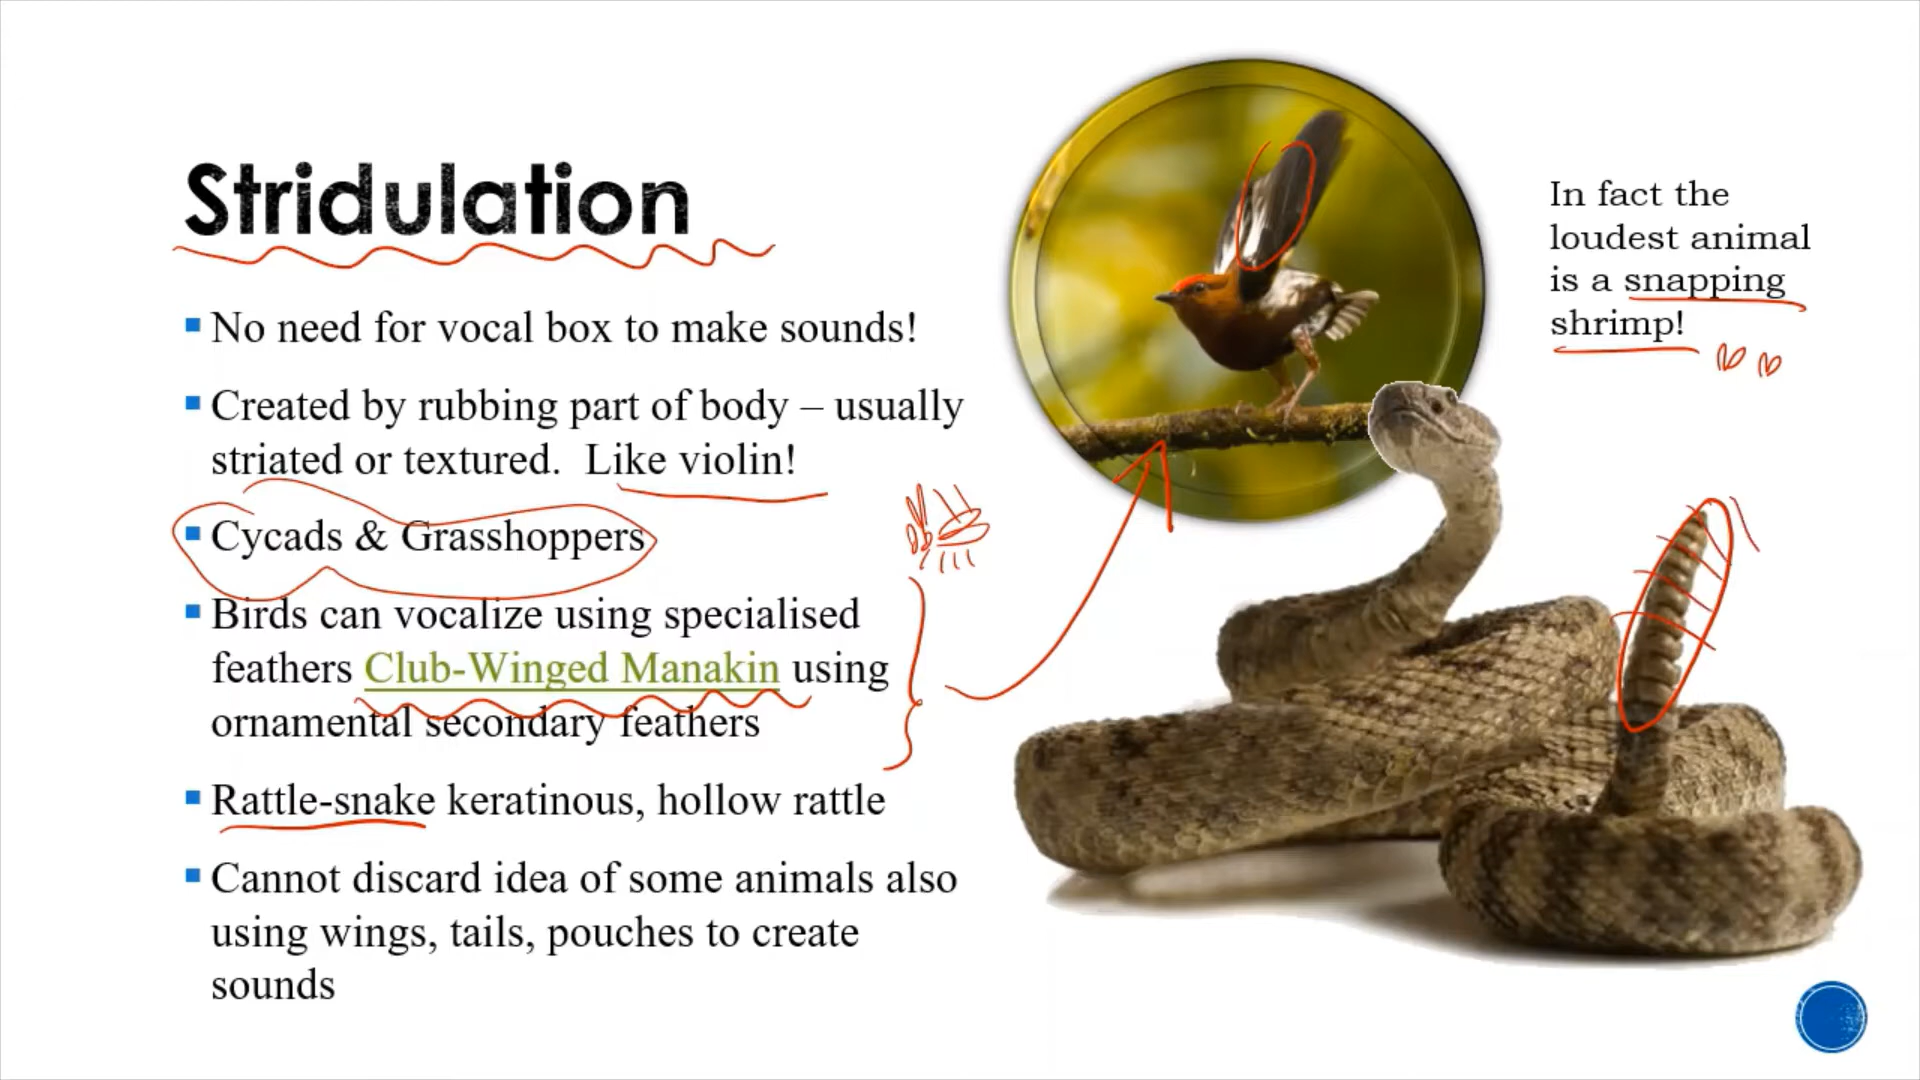 Stridulation
No need for vocal box to make sounds!
Created by rubbing part of body – usually
striated or textured.  Like violin!
Cycads & Grasshoppers
Birds can vocalize using specialised
feathers Club-Winged Manakin using
ornamental secondary feathers
Rattle-snake keratinous, hollow rattle
Cannot discard idea of some animals also
using wings, tails, pouches to create
sounds
In fact the
loudest animal
is a snapping
shrimp!